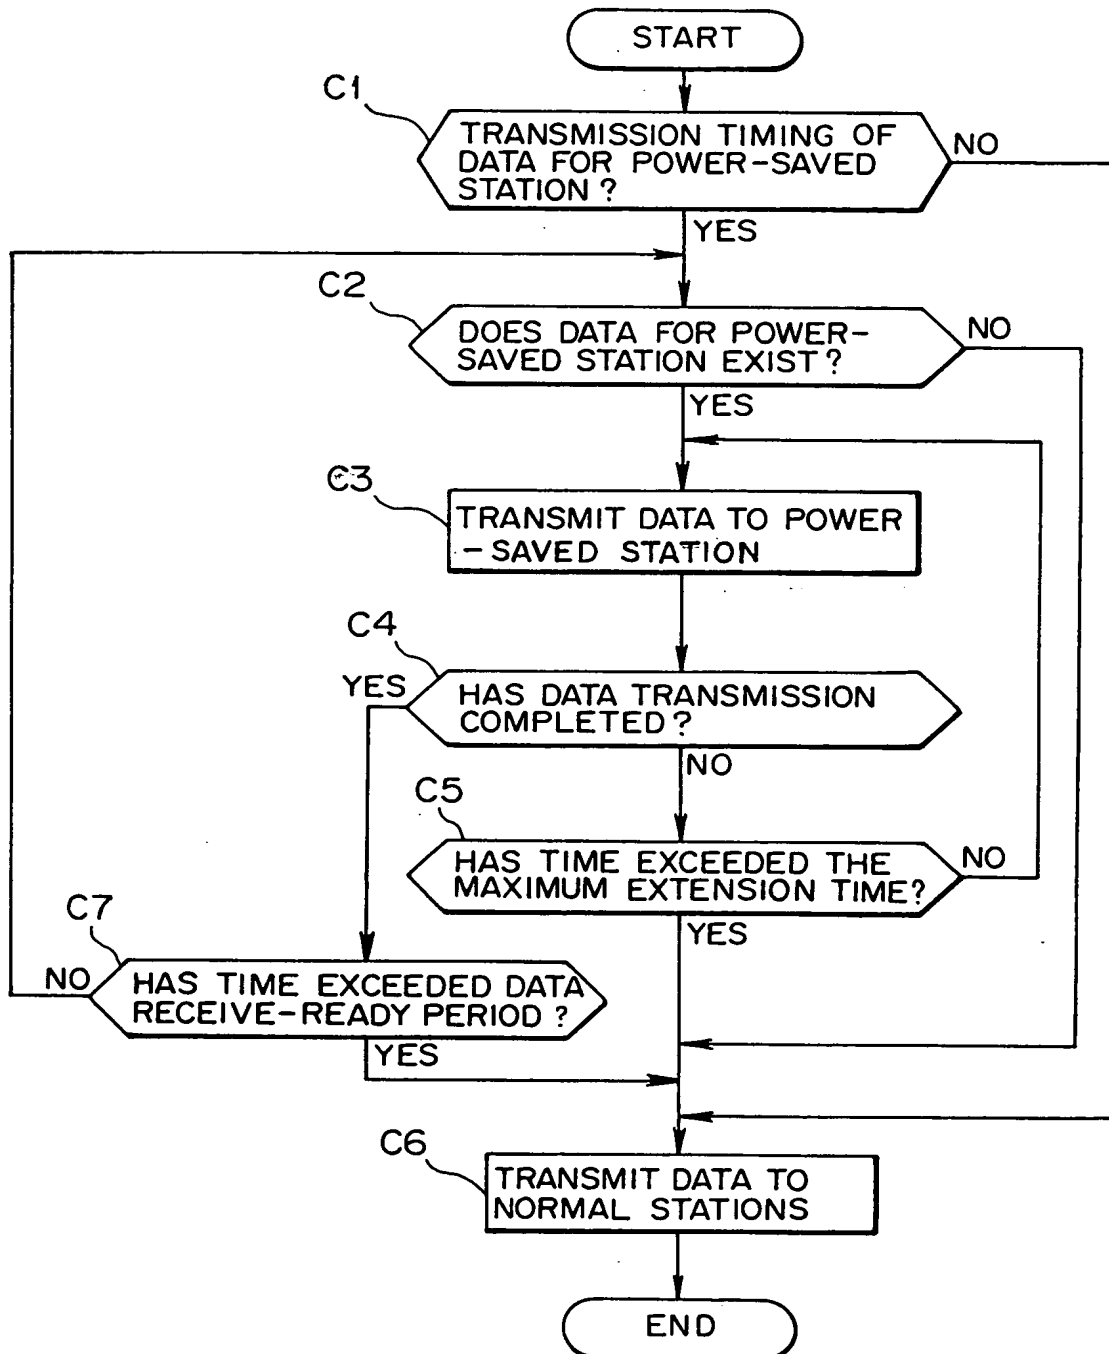 START
C1
TRANSMISSION TIMING OF
DATA FOR POWER-SAVED
STATION?
NO
YES
C2
DOES DATA FOR POWER-
SAVED STATION EXIST?
NO
YES
C3
TRANSMIT DATA TO POWER
-SAVED STATION
C4
YES
HAS DATA TRANSMISSION
COMPLETED?
NO
C5
HAS TIME EXCEEDED THE
MAXIMUM EXTENSION TIME?
NO
YES
C7
NO
HAS TIME EXCEEDED DATA
RECEIVE-READY PERIOD?
YES
C6
TRANSMIT DATA TO
NORMAL STATIONS
END